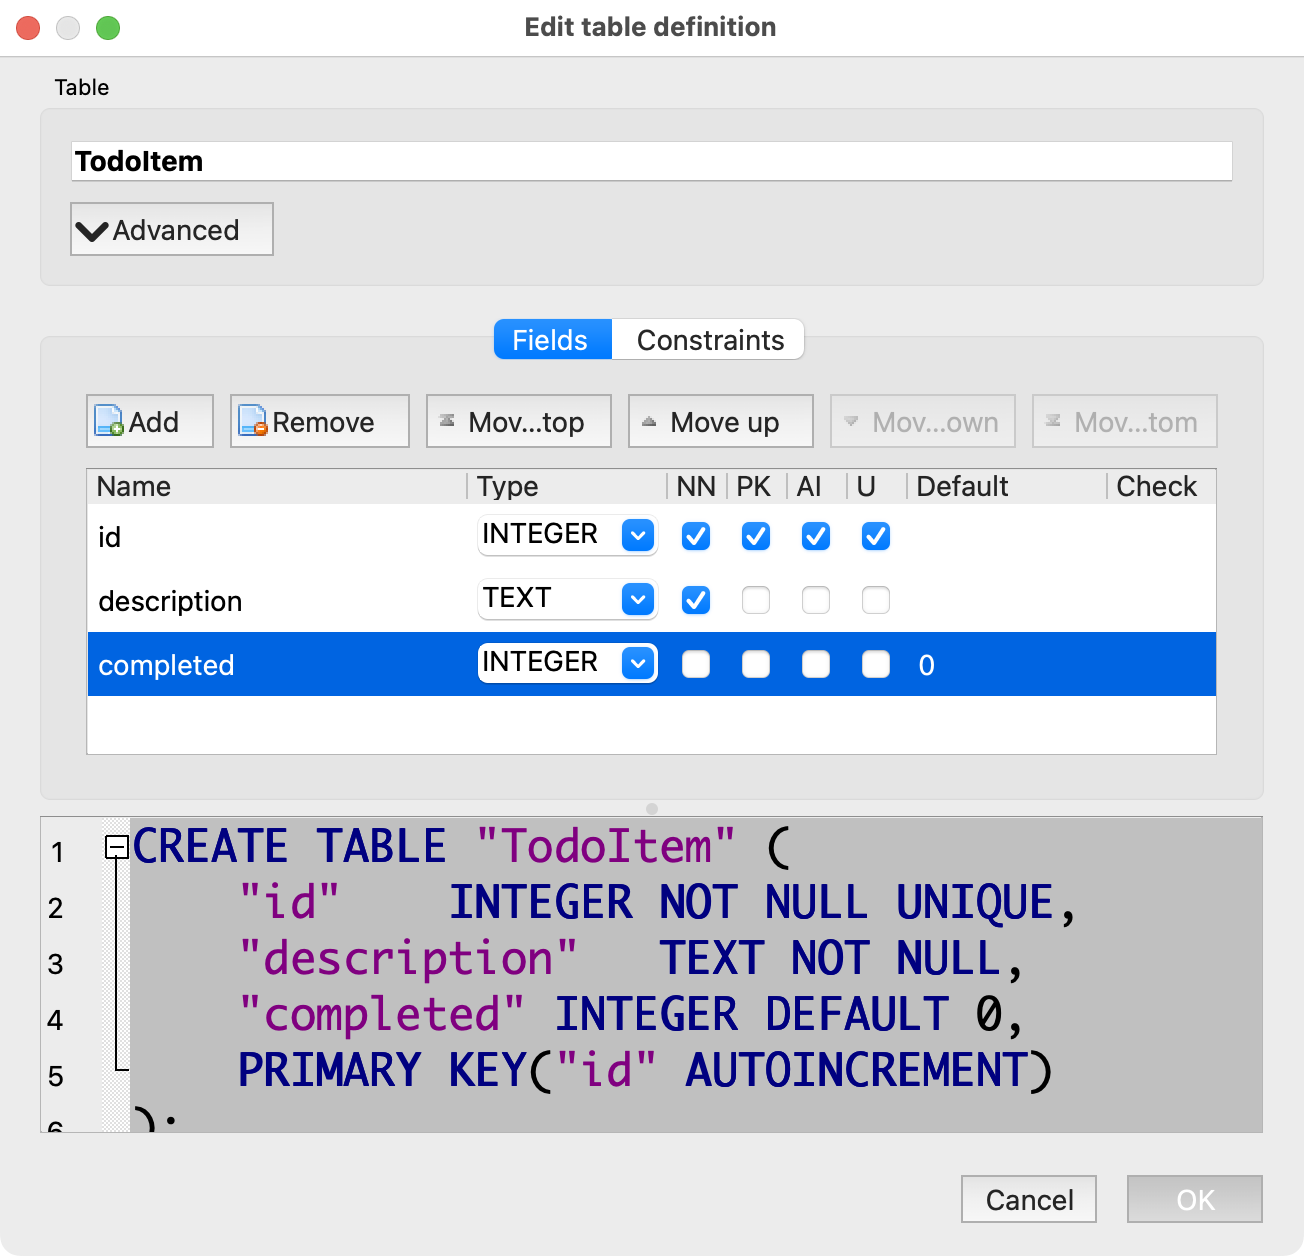 Edit table definition
Table
TodoItem
Advanced
Fields Constraints
Add Remove Mov...top Move up Mov...own Mov...tom
Name Type NN PK AI U Default Check
id INTEGER
description TEXT
completed INTEGER 0
1 CREATE TABLE "TodoItem" (
2 "id" INTEGER NOT NULL UNIQUE,
3 "description" TEXT NOT NULL,
4 "completed" INTEGER DEFAULT 0,
5 PRIMARY KEY("id" AUTOINCREMENT)
6 );
Cancel OK